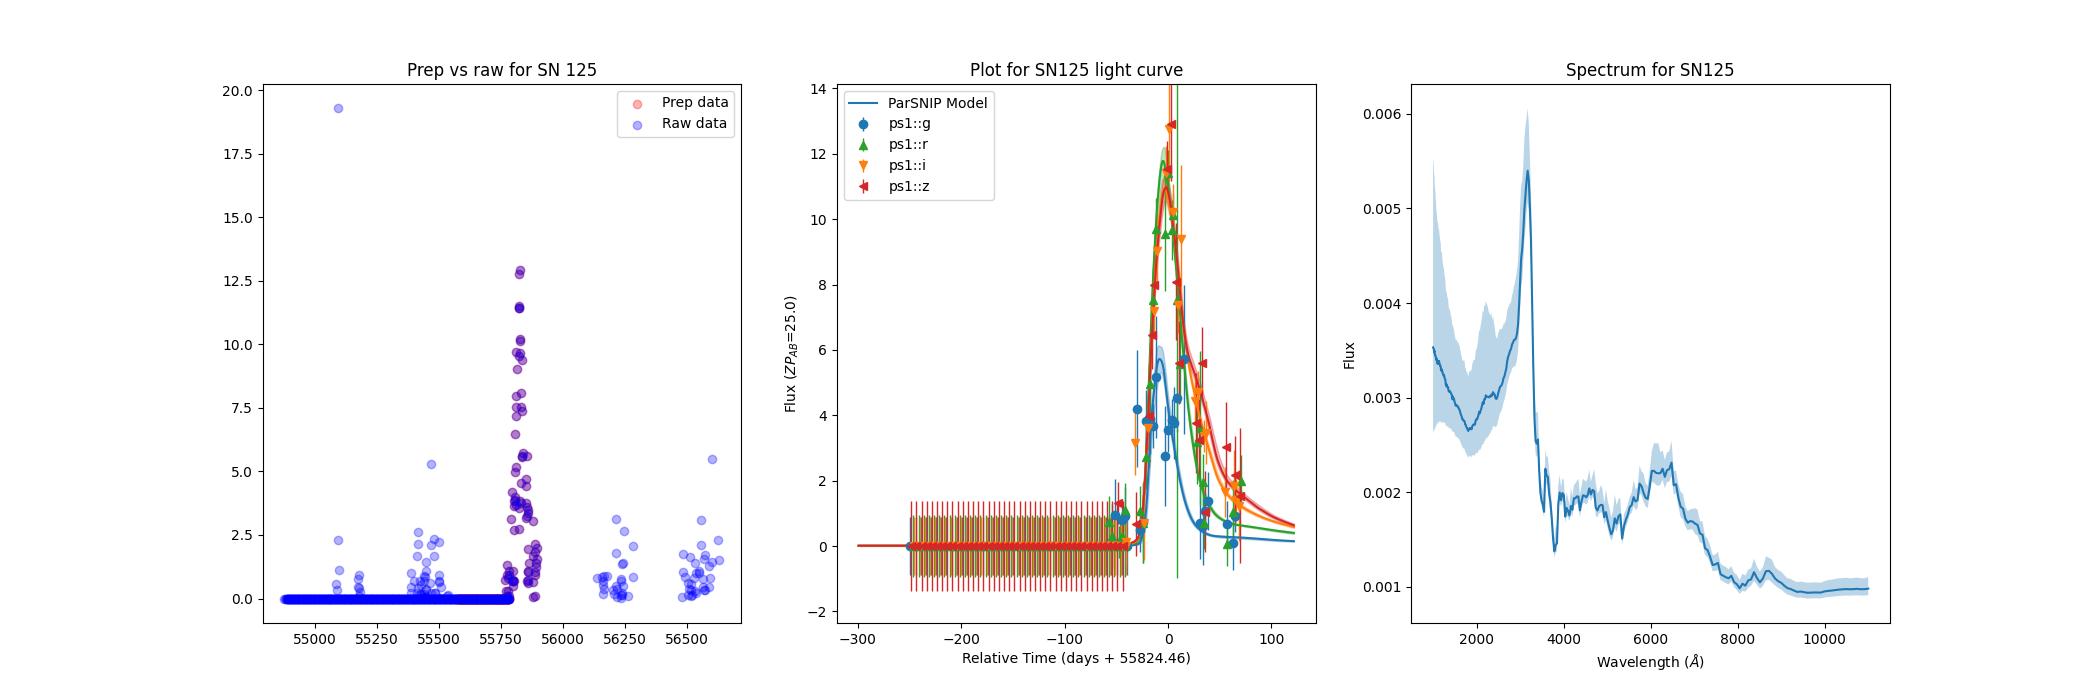 Prep vs raw for SN 125
20.0
17.5
15.0
12.5
10.0
7.5
5.0
2.5
0.0
55000
55250
55500
55750
56000
56250
56500
Prep data
Raw data
Plot for SN125 light curve
Flux (ZP_AB=25.0)
14
12
10
8
6
4
2
0
−2
−300
−200
−100
0
100
Relative Time (days + 55824.46)
ParSNIP Model
ps1::g
ps1::r
ps1::i
ps1::z
Spectrum for SN125
Flux
0.006
0.005
0.004
0.003
0.002
0.001
2000
4000
6000
8000
10000
Wavelength (Å)